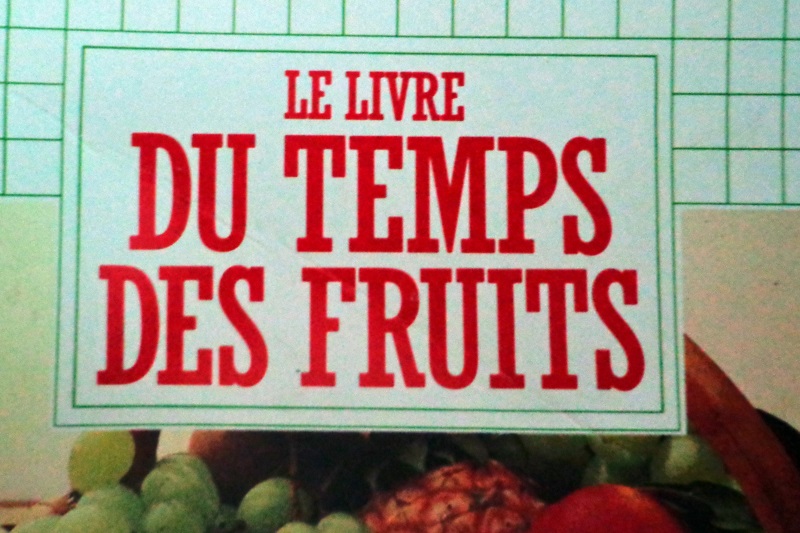 LE LIVRE
DU TEMPS
DES FRUITS